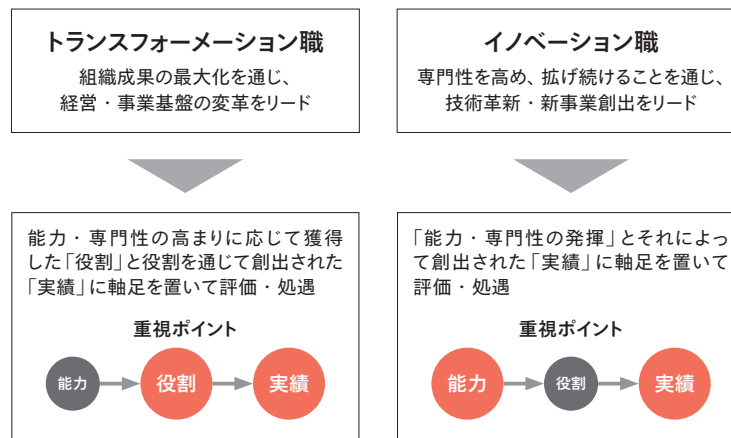 トランスフォーメーション職
組織成果の最大化を通じ、
経営・事業基盤の変革をリード
能力・専門性の高まりに応じて獲得
した「役割」と役割を通じて創出された
「実績」に軸足を置いて評価・処遇
重視ポイント
能力 役割 実績
イノベーション職
専門性を高め、拡げ続けることを通じ、
技術革新・新事業創出をリード
「能力・専門性の発揮」とそれによっ
て創出された「実績」に軸足を置いて
評価・処遇
重視ポイント
能力 役割 実績